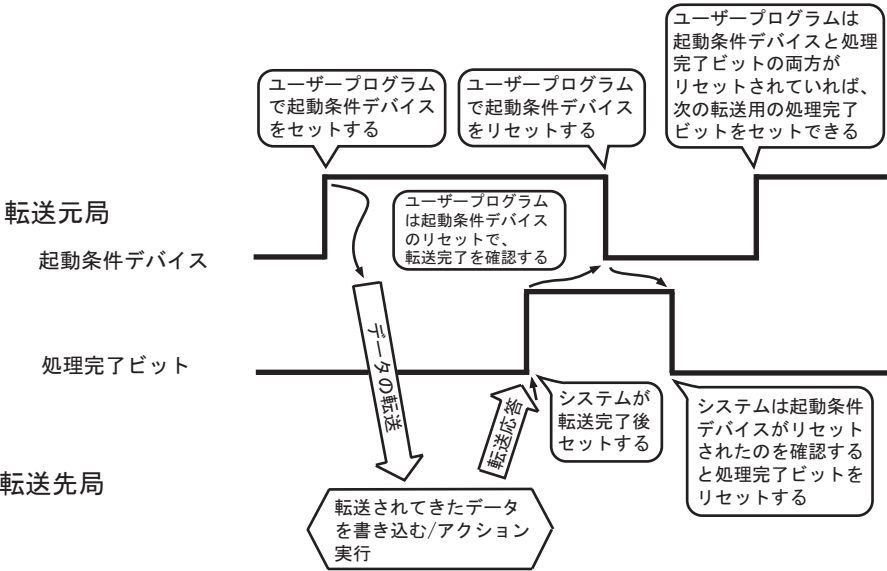 ユーザープログラム
で起動条件デバイス
をセットする
ユーザープログラム
で起動条件デバイス
をリセットする
ユーザープログラムは
起動条件デバイスと処理
完了ビットの両方が
リセットされていれば、
次の転送用の処理完了
ビットをセットできる
転送元局
起動条件デバイス
ユーザープログラム
は起動条件デバイス
のリセットで、
転送完了を確認する
処理完了ビット
データの転送
転送応答
システムが
転送完了後
セットする
システムは起動条件
デバイスがリセット
されたのを確認する
と処理完了ビットを
リセットする
転送先局
転送されてきたデータ
を書き込む/アクション
実行